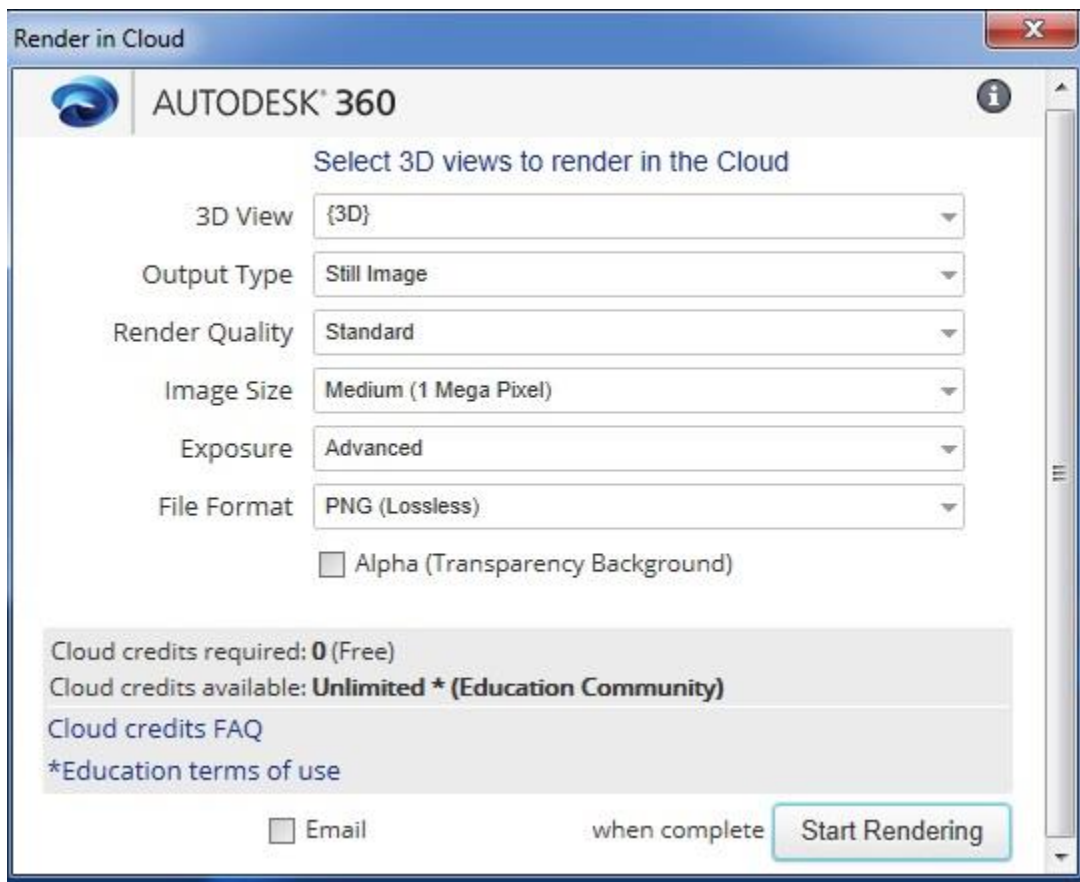 Render in Cloud
AUTODESK® 360
Select 3D views to render in the Cloud
3D View {3D}
Output Type Still Image
Render Quality Standard
Image Size Medium (1 Mega Pixel)
Exposure Advanced
File Format PNG (Lossless)
Alpha (Transparency Background)
Cloud credits required: 0 (Free)
Cloud credits available: Unlimited * (Education Community)
Cloud credits FAQ
*Education terms of use
Email when complete Start Rendering